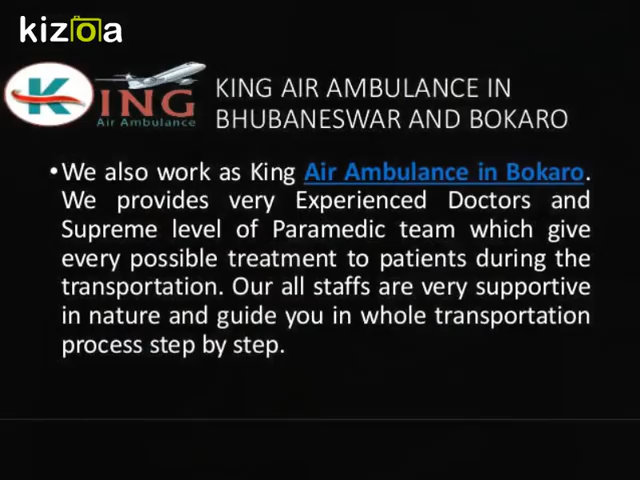 kizoa
KING
Air Ambulance
KING AIR AMBULANCE IN
BHUBANESWAR AND BOKARO
•We also work as King Air Ambulance in Bokaro.
We provides very Experienced Doctors and
Supreme level of Paramedic team which give
every possible treatment to patients during the
transportation. Our all staffs are very supportive
in nature and guide you in whole transportation
process step by step.